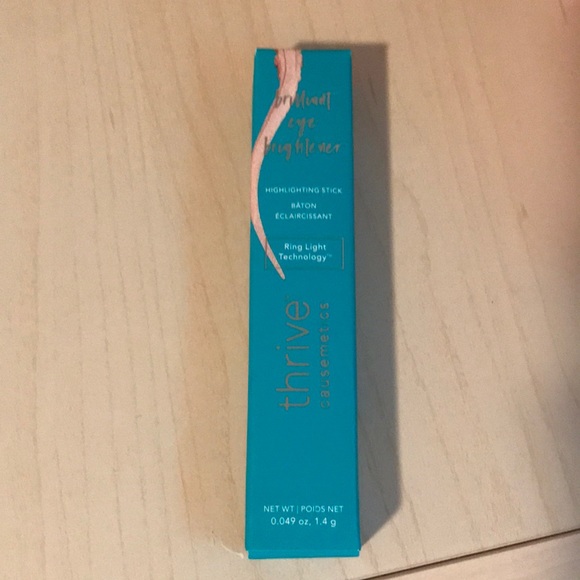 brilliant
eye
brightener
HIGHLIGHTING STICK
BÂTON
ÉCLAIRCISSANT
Ring Light
Technology™
thrive
causemetics
NET WT | POIDS NET
0.049 oz, 1.4 g